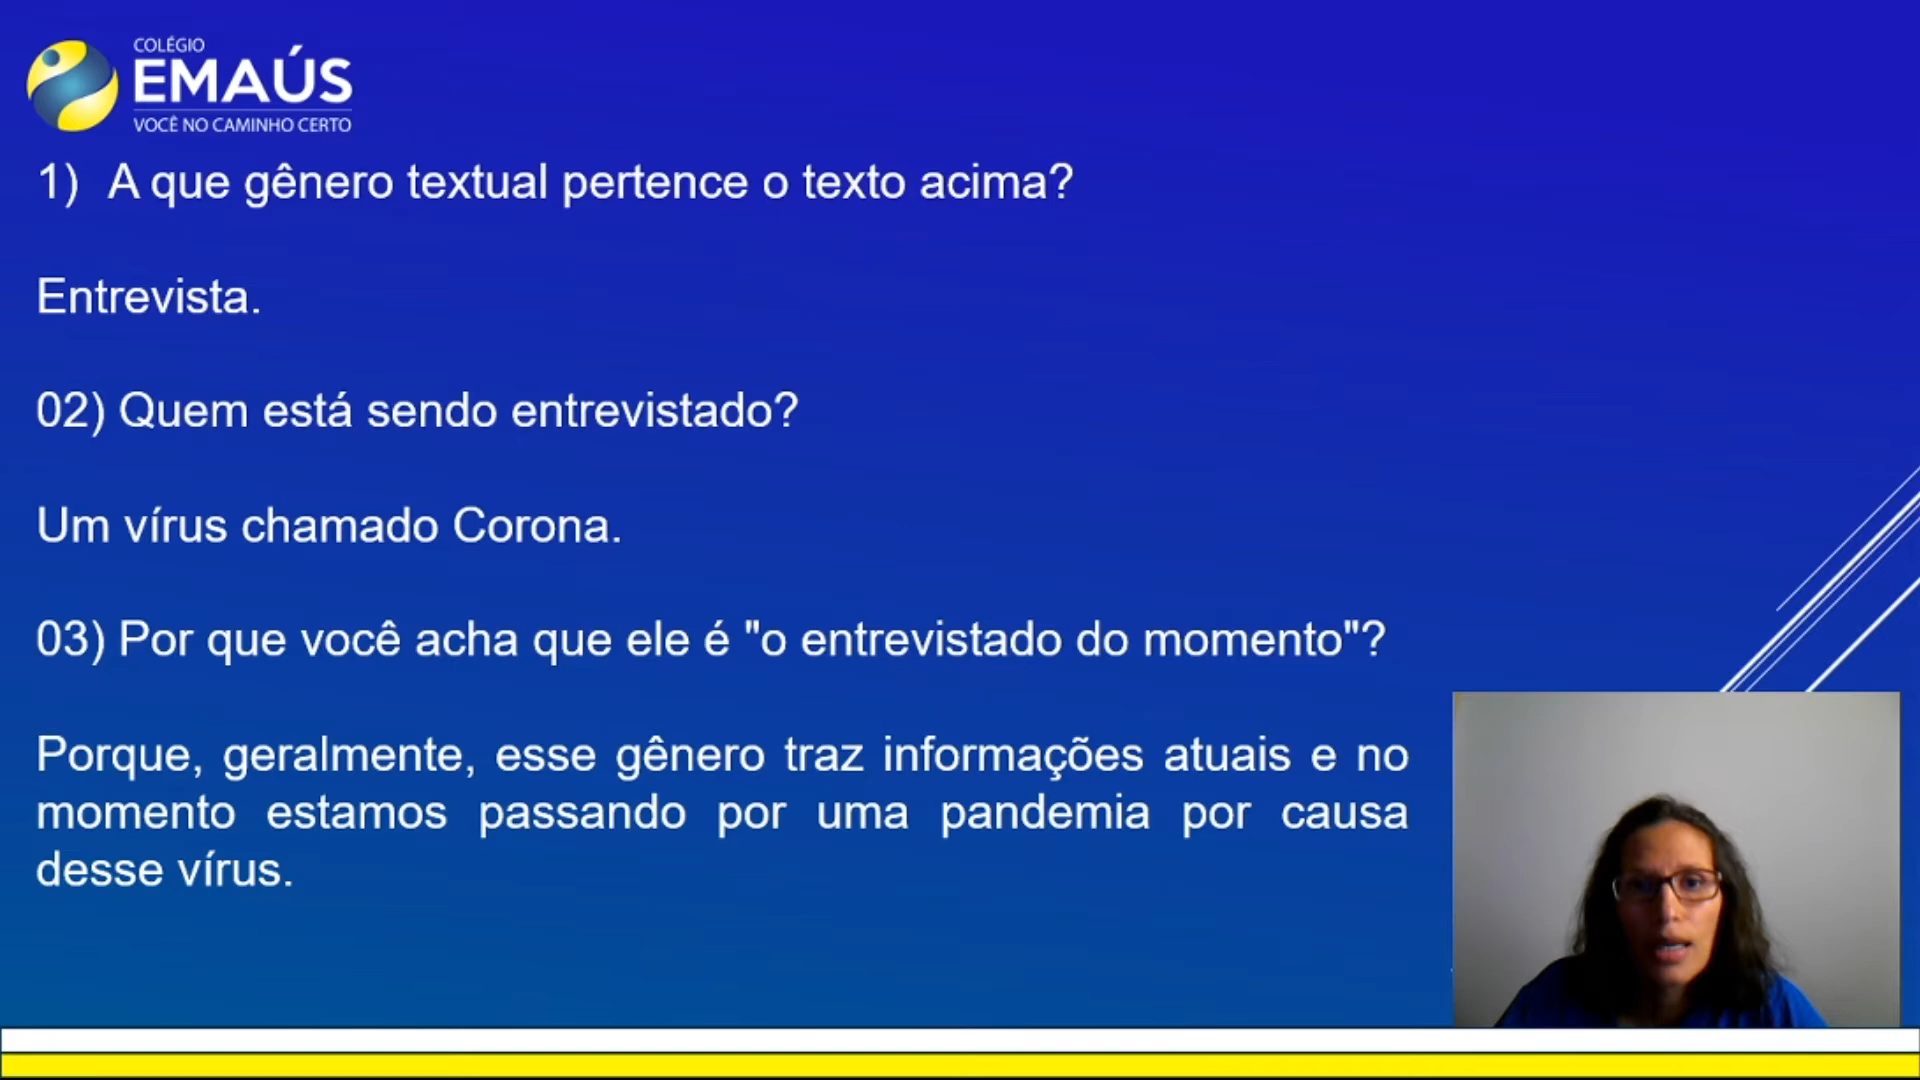 COLÉGIO
EMAÚS
VOCÊ NO CAMINHO CERTO
1) A que gênero textual pertence o texto acima?
Entrevista.
02) Quem está sendo entrevistado?
Um vírus chamado Corona.
03) Por que você acha que ele é "o entrevistado do momento"?
Porque, geralmente, esse gênero traz informações atuais e no
momento estamos passando por uma pandemia por causa
desse vírus.